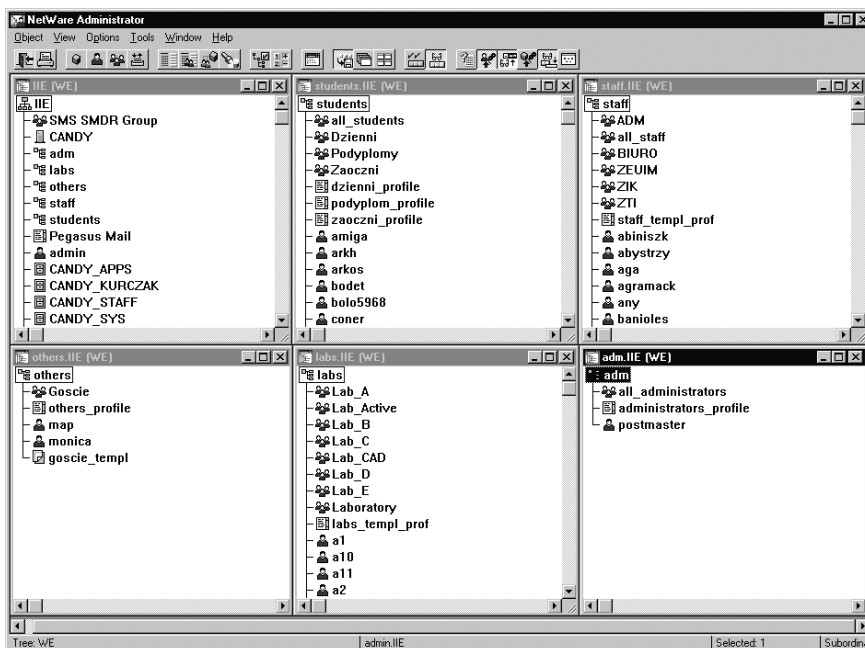 NetWare Administrator
Object View Options Tools Window Help
IIE (WE)
IIE
SMS SMDR Group
CANDY
adm
labs
others
staff
students
Pegasus Mail
admin
CANDY_APPS
CANDY_KURCZAK
CANDY_STAFF
CANDY_SYS
students.IIE (WE)
students
all_students
Dzienni
Podyplomy
Zaoczni
dzienni_profile
podyplom_profile
zaoczni_profile
amiga
arkh
arkos
bodet
bolo5968
coner
staff.IIE (WE)
staff
ADM
all_staff
BIURO
ZEUIM
ZIK
ZTI
staff_templ_prof
abiniszk
abystrzy
aga
agramack
any
banioles
others.IIE (WE)
others
Goscie
others_profile
map
monica
goscie_templ
labs.IIE (WE)
labs
Lab_A
Lab_Active
Lab_B
Lab_C
Lab_CAD
Lab_D
Lab_E
Laboratory
labs_templ_prof
a1
a10
a11
a2
adm.IIE (WE)
adm
all_administrators
administrators_profile
postmaster
Tree: WE admin.IIE Selected: 1 Subordin